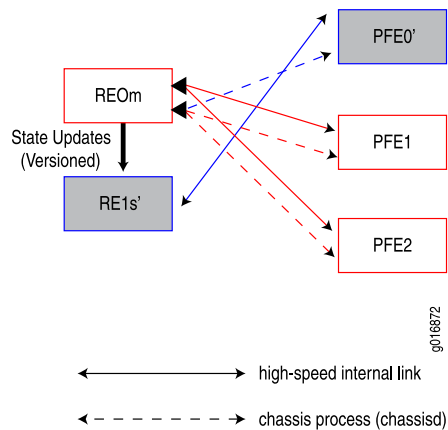 PFE0'
REOm
PFE1
State Updates
(Versioned)
RE1s'
PFE2
g016872
high-speed internal link
chassis process (chassisd)